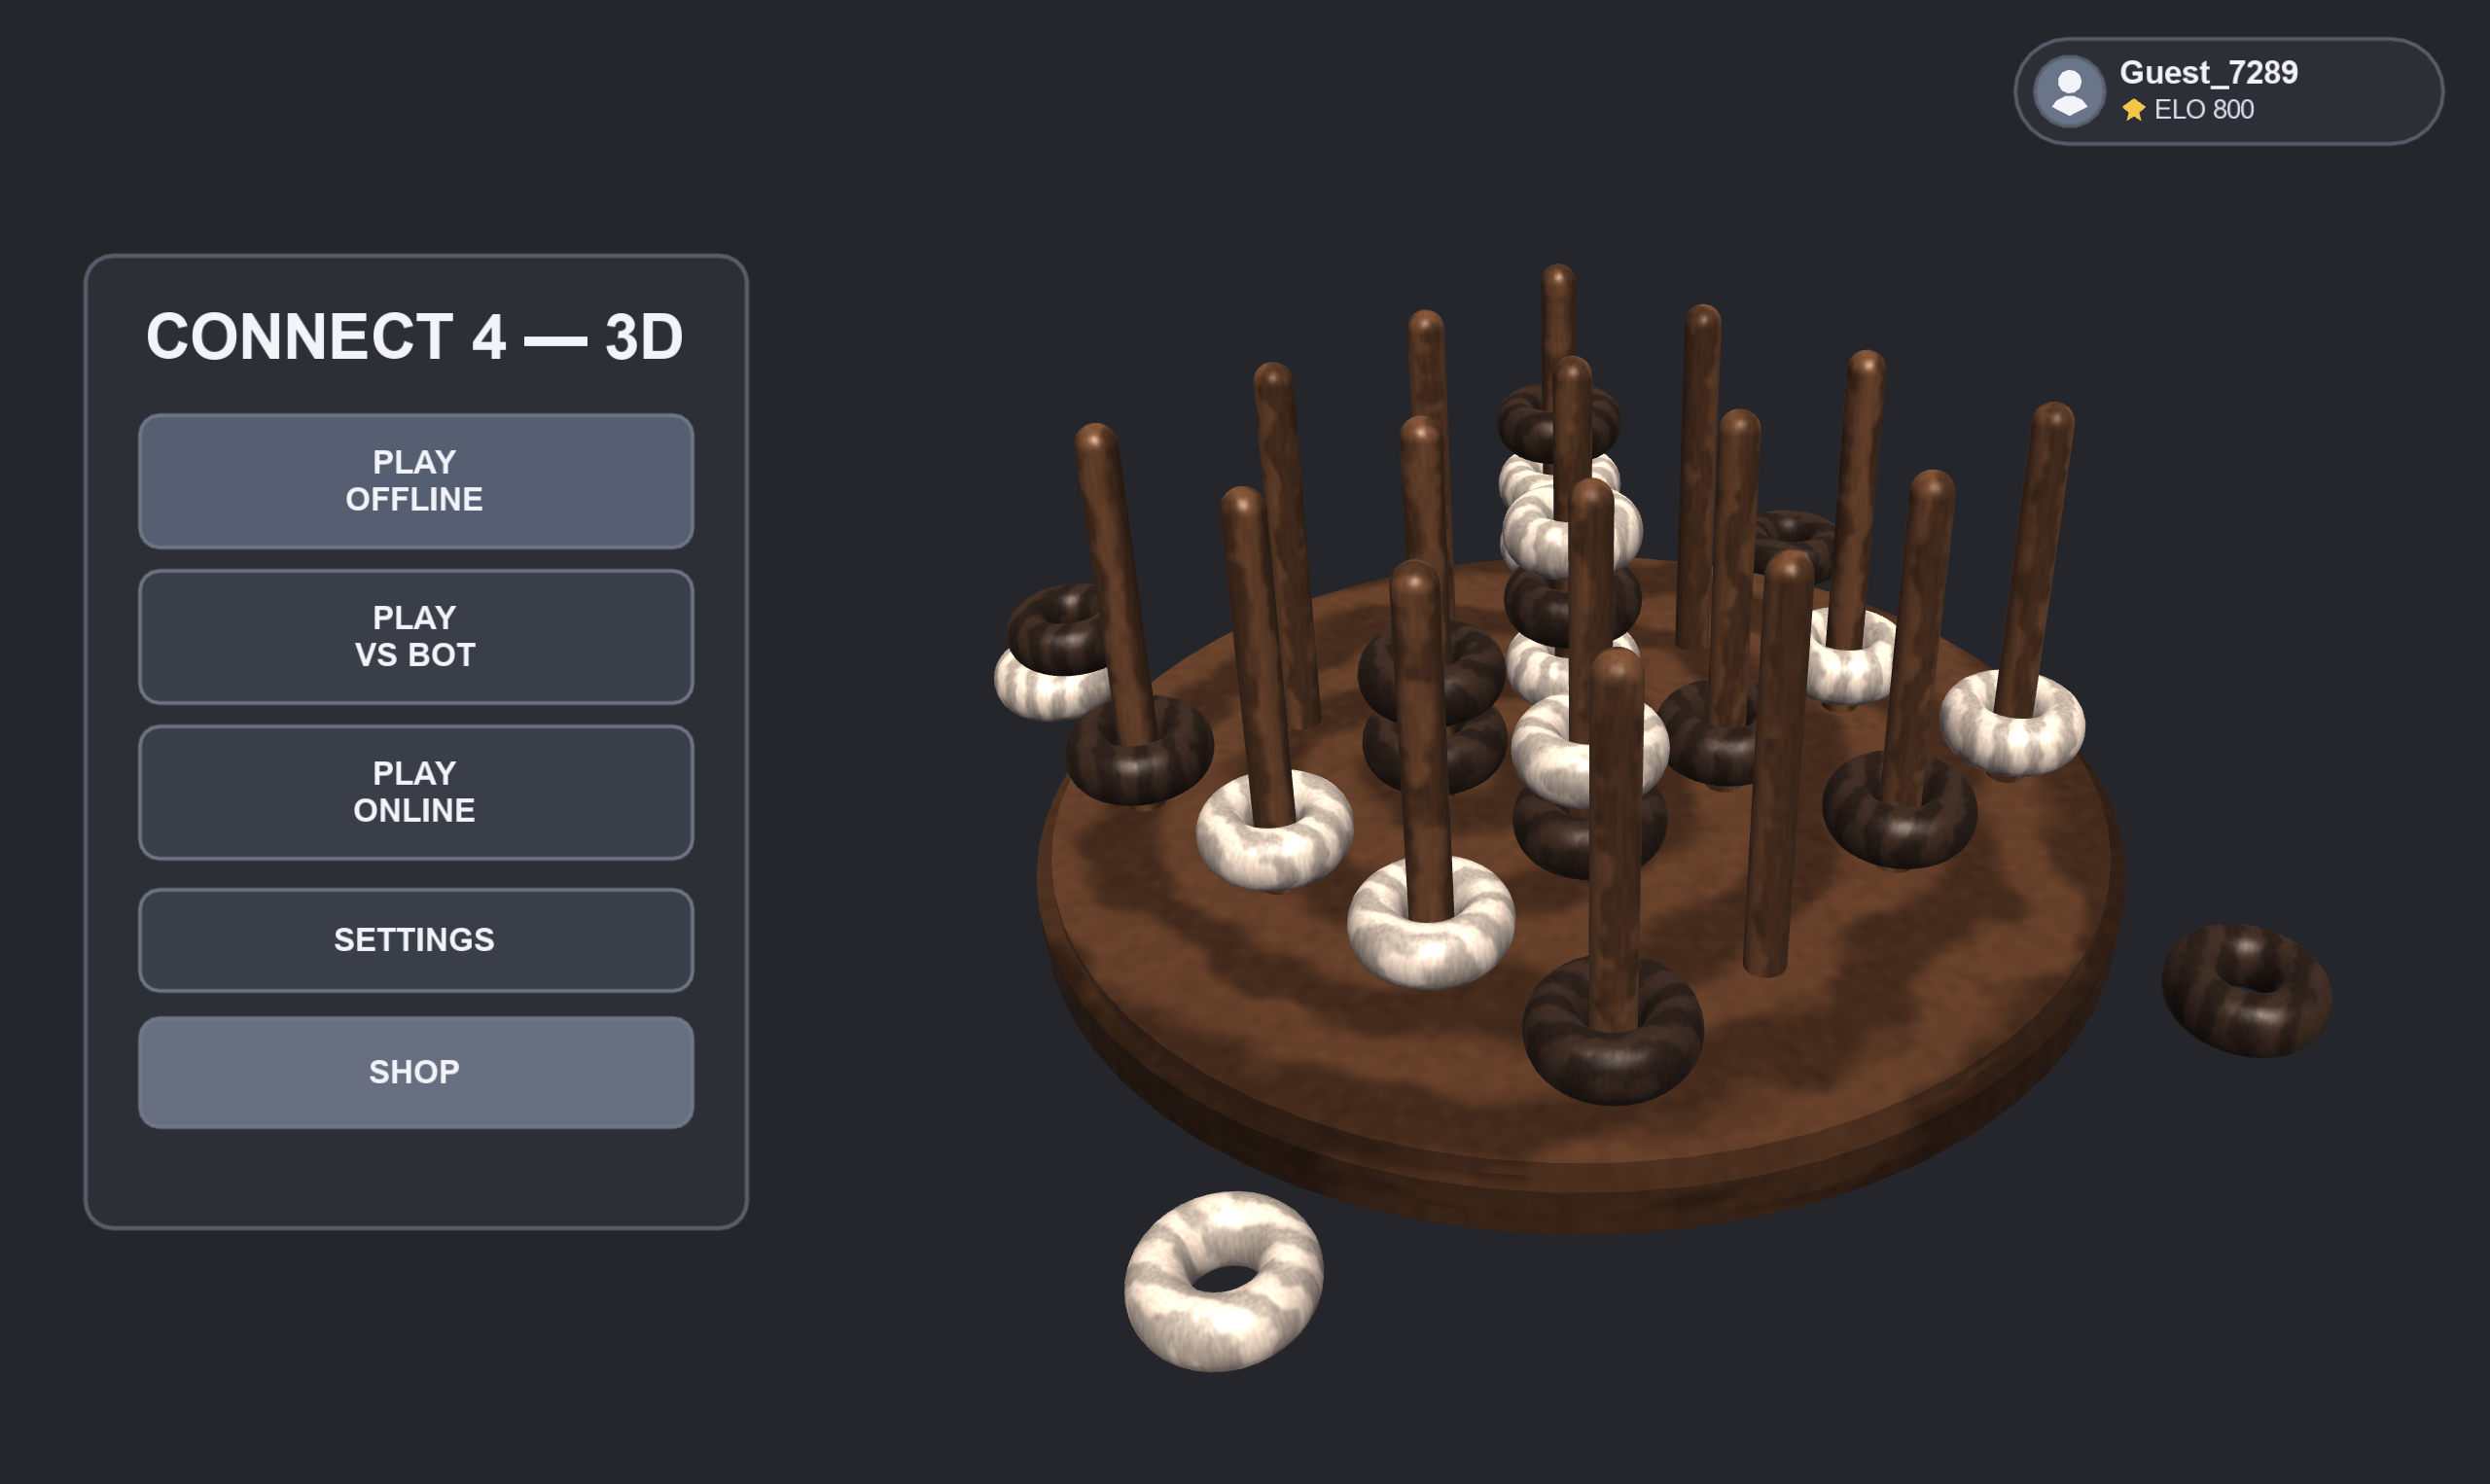 Guest_7289
ELO 800
CONNECT 4 — 3D
PLAY
OFFLINE
PLAY
VS BOT
PLAY
ONLINE
SETTINGS
SHOP